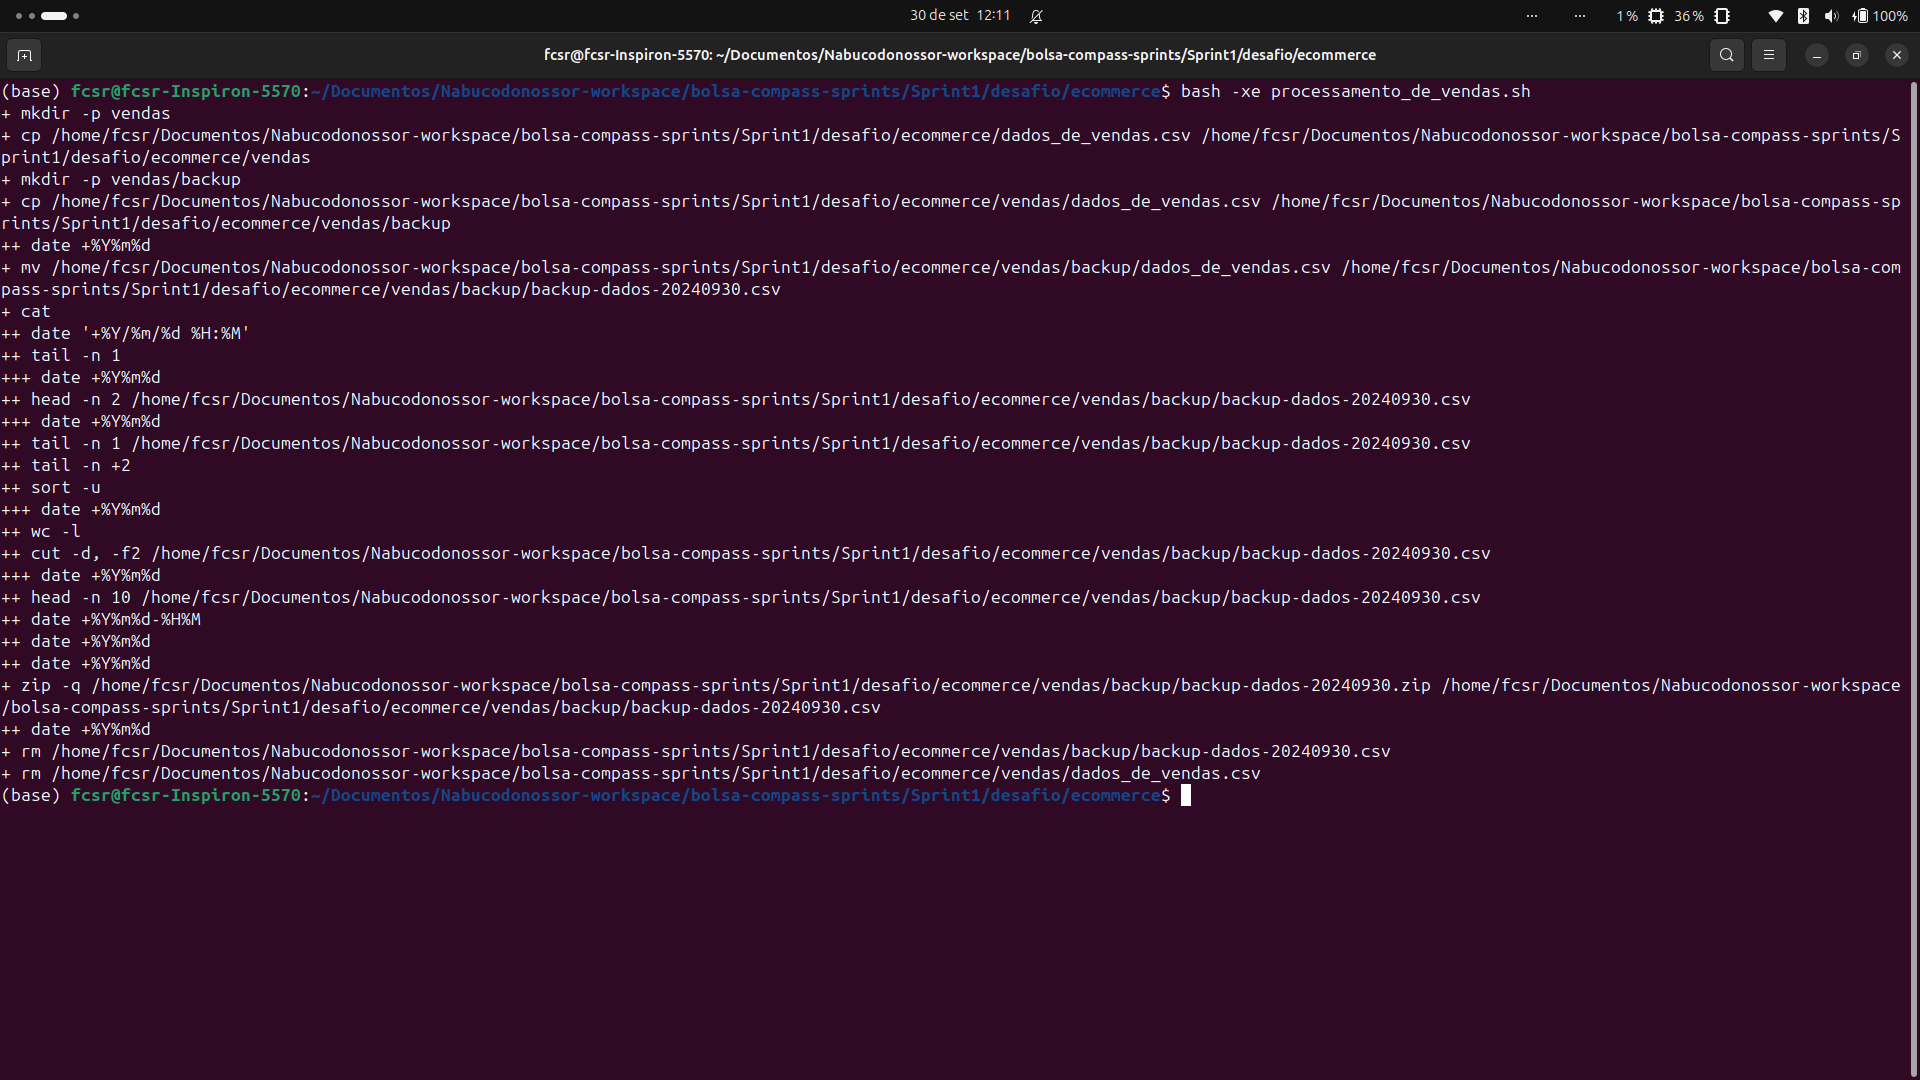 30 de set 12:11
1% 36% 100%
fcsr@fcsr-Inspiron-5570: ~/Documentos/Nabucodonossor-workspace/bolsa-compass-sprints/Sprint1/desafio/ecommerce
(base) fcsr@fcsr-Inspiron-5570:~/Documentos/Nabucodonossor-workspace/bolsa-compass-sprints/Sprint1/desafio/ecommerce$ bash -xe processamento_de_vendas.sh
+ mkdir -p vendas
+ cp /home/fcsr/Documentos/Nabucodonossor-workspace/bolsa-compass-sprints/Sprint1/desafio/ecommerce/dados_de_vendas.csv /home/fcsr/Documentos/Nabucodonossor-workspace/bolsa-compass-sprints/S
print1/desafio/ecommerce/vendas
+ mkdir -p vendas/backup
+ cp /home/fcsr/Documentos/Nabucodonossor-workspace/bolsa-compass-sprints/Sprint1/desafio/ecommerce/vendas/dados_de_vendas.csv /home/fcsr/Documentos/Nabucodonossor-workspace/bolsa-compass-sp
rints/Sprint1/desafio/ecommerce/vendas/backup
++ date +%Y%m%d
+ mv /home/fcsr/Documentos/Nabucodonossor-workspace/bolsa-compass-sprints/Sprint1/desafio/ecommerce/vendas/backup/dados_de_vendas.csv /home/fcsr/Documentos/Nabucodonossor-workspace/bolsa-com
pass-sprints/Sprint1/desafio/ecommerce/vendas/backup/backup-dados-20240930.csv
+ cat
++ date '+%Y/%m/%d %H:%M'
++ tail -n 1
+++ date +%Y%m%d
++ head -n 2 /home/fcsr/Documentos/Nabucodonossor-workspace/bolsa-compass-sprints/Sprint1/desafio/ecommerce/vendas/backup/backup-dados-20240930.csv
+++ date +%Y%m%d
++ tail -n 1 /home/fcsr/Documentos/Nabucodonossor-workspace/bolsa-compass-sprints/Sprint1/desafio/ecommerce/vendas/backup/backup-dados-20240930.csv
++ tail -n +2
++ sort -u
+++ date +%Y%m%d
++ wc -l
++ cut -d, -f2 /home/fcsr/Documentos/Nabucodonossor-workspace/bolsa-compass-sprints/Sprint1/desafio/ecommerce/vendas/backup/backup-dados-20240930.csv
+++ date +%Y%m%d
++ head -n 10 /home/fcsr/Documentos/Nabucodonossor-workspace/bolsa-compass-sprints/Sprint1/desafio/ecommerce/vendas/backup/backup-dados-20240930.csv
++ date +%Y%m%d-%H%M
++ date +%Y%m%d
++ date +%Y%m%d
+ zip -q /home/fcsr/Documentos/Nabucodonossor-workspace/bolsa-compass-sprints/Sprint1/desafio/ecommerce/vendas/backup/backup-dados-20240930.zip /home/fcsr/Documentos/Nabucodonossor-workspace
/bolsa-compass-sprints/Sprint1/desafio/ecommerce/vendas/backup/backup-dados-20240930.csv
++ date +%Y%m%d
+ rm /home/fcsr/Documentos/Nabucodonossor-workspace/bolsa-compass-sprints/Sprint1/desafio/ecommerce/vendas/backup/backup-dados-20240930.csv
+ rm /home/fcsr/Documentos/Nabucodonossor-workspace/bolsa-compass-sprints/Sprint1/desafio/ecommerce/vendas/dados_de_vendas.csv
(base) fcsr@fcsr-Inspiron-5570:~/Documentos/Nabucodonossor-workspace/bolsa-compass-sprints/Sprint1/desafio/ecommerce$